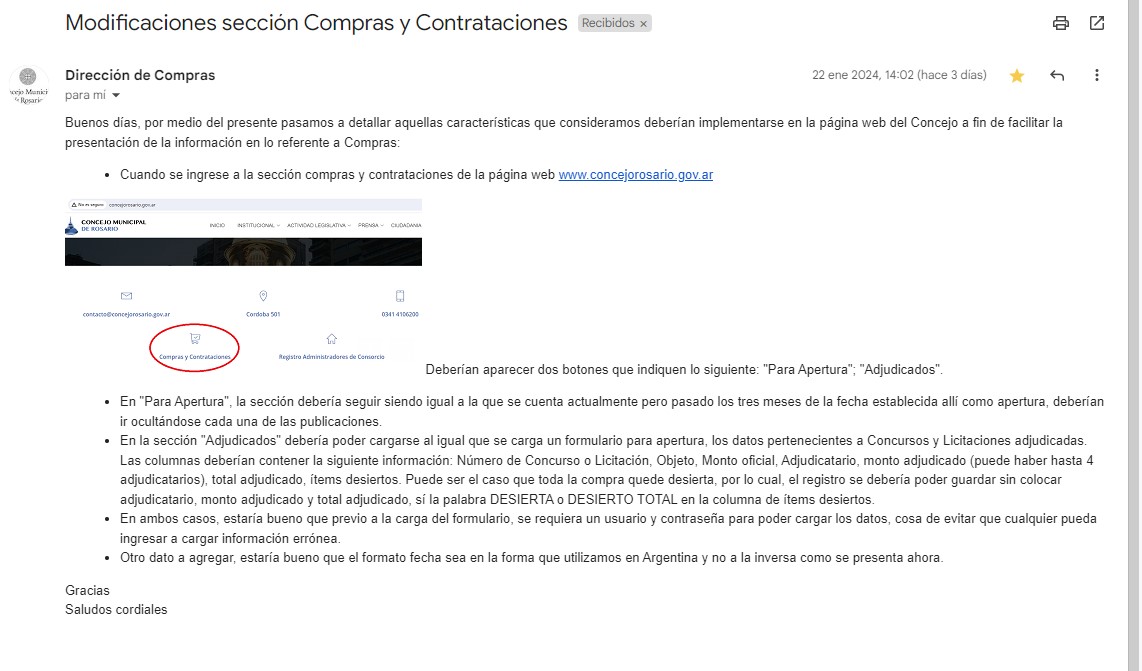 Modificaciones sección Compras y Contrataciones Recibidos ×
Dirección de Compras 22 ene 2024, 14:02 (hace 3 días)
para mí
Buenos días, por medio del presente pasamos a detallar aquellas características que consideramos deberían implementarse en la página web del Concejo a fin de facilitar la
presentación de la información en lo referente a Compras:
• Cuando se ingrese a la sección compras y contrataciones de la página web www.concejorosario.gov.ar
No es seguro concejorosario.gov.ar
CONCEJO MUNICIPAL
DE ROSARIO
INICIO INSTITUCIONAL ACTIVIDAD LEGISLATIVA PRENSA CIUDADANIA
contacto@concejorosario.gov.ar Cordoba 501 0341 4106200
Compras y Contrataciones Registro Administradores de Consorcio
Deberían aparecer dos botones que indiquen lo siguiente: "Para Apertura"; "Adjudicados".
• En "Para Apertura", la sección debería seguir siendo igual a la que se cuenta actualmente pero pasado los tres meses de la fecha establecida allí como apertura, deberían
ir ocultándose cada una de las publicaciones.
• En la sección "Adjudicados" debería poder cargarse al igual que se carga un formulario para apertura, los datos pertenecientes a Concursos y Licitaciones adjudicadas.
Las columnas deberían contener la siguiente información: Número de Concurso o Licitación, Objeto, Monto oficial, Adjudicatario, monto adjudicado (puede haber hasta 4
adjudicatarios), total adjudicado, ítems desiertos. Puede ser el caso que toda la compra quede desierta, por lo cual, el registro se debería poder guardar sin colocar
adjudicatario, monto adjudicado y total adjudicado, sí la palabra DESIERTA o DESIERTO TOTAL en la columna de ítems desiertos.
• En ambos casos, estaría bueno que previo a la carga del formulario, se requiera un usuario y contraseña para poder cargar los datos, cosa de evitar que cualquier pueda
ingresar a cargar información errónea.
• Otro dato a agregar, estaría bueno que el formato fecha sea en la forma que utilizamos en Argentina y no a la inversa como se presenta ahora.
Gracias
Saludos cordiales